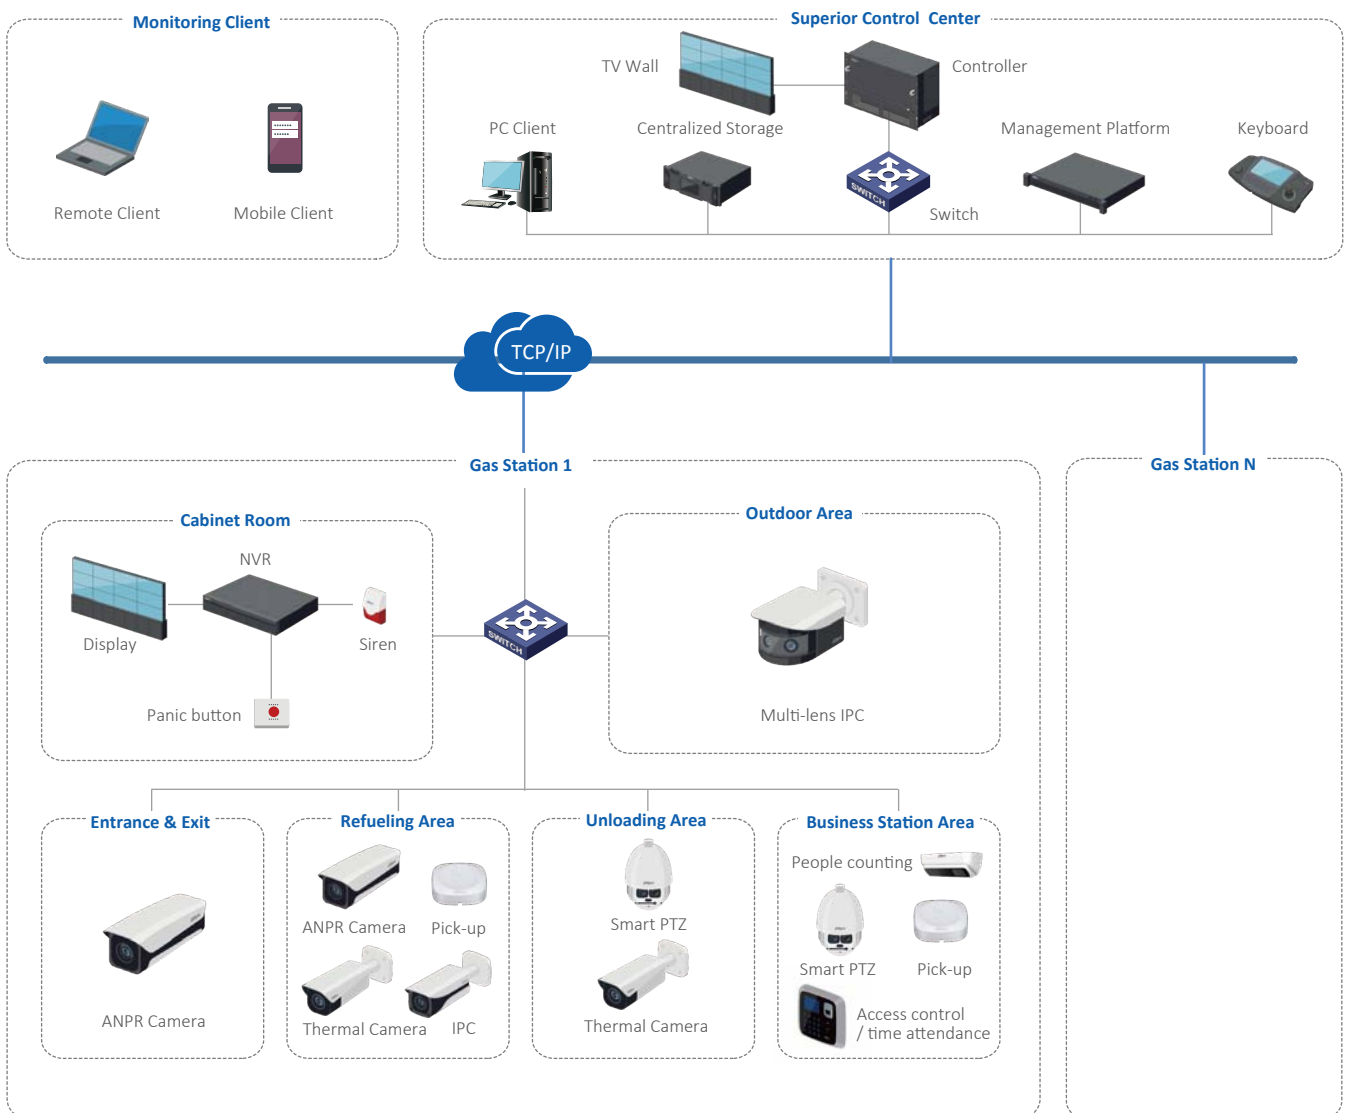 Monitoring Client
Superior Control Center
TV Wall
Controller
PC Client
Centralized Storage
Management Platform
Keyboard
SWITCH
Remote Client
Mobile Client
Switch
TCP/IP
Gas Station 1
Gas Station N
Cabinet Room
Outdoor Area
NVR
Display
Siren
SWITCH
Panic button
Multi-lens IPC
Entrance & Exit
Refueling Area
Unloading Area
Business Station Area
People counting
ANPR Camera
Pick-up
Smart PTZ
Smart PTZ
Pick-up
ANPR Camera
Thermal Camera
IPC
Thermal Camera
Access control
/ time attendance